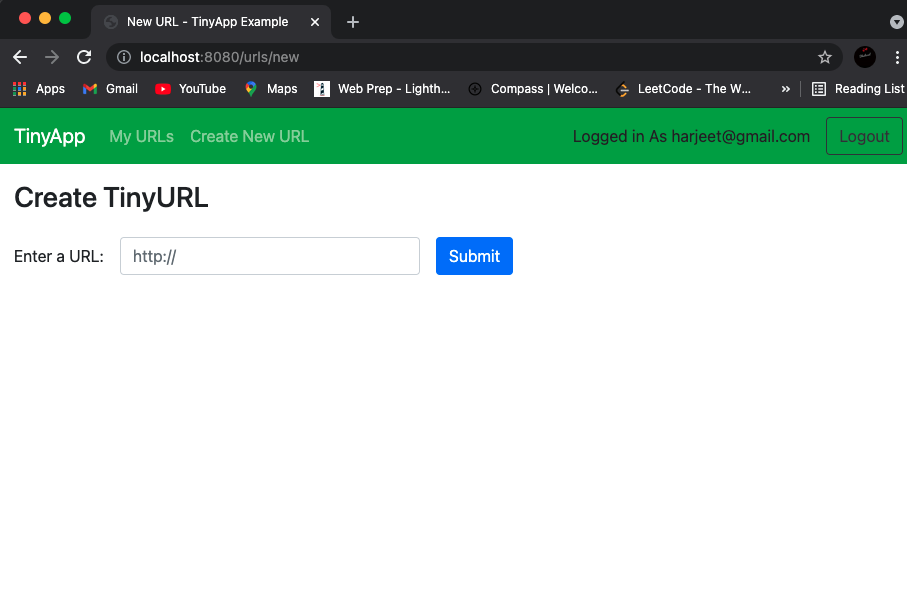 New URL - TinyApp Example
localhost:8080/urls/new
Apps Gmail YouTube Maps Web Prep - Lighth... Compass | Welco... LeetCode - The W... » Reading List
TinyApp My URLs Create New URL Logged in As harjeet@gmail.com Logout
Create TinyURL
Enter a URL: http:// Submit